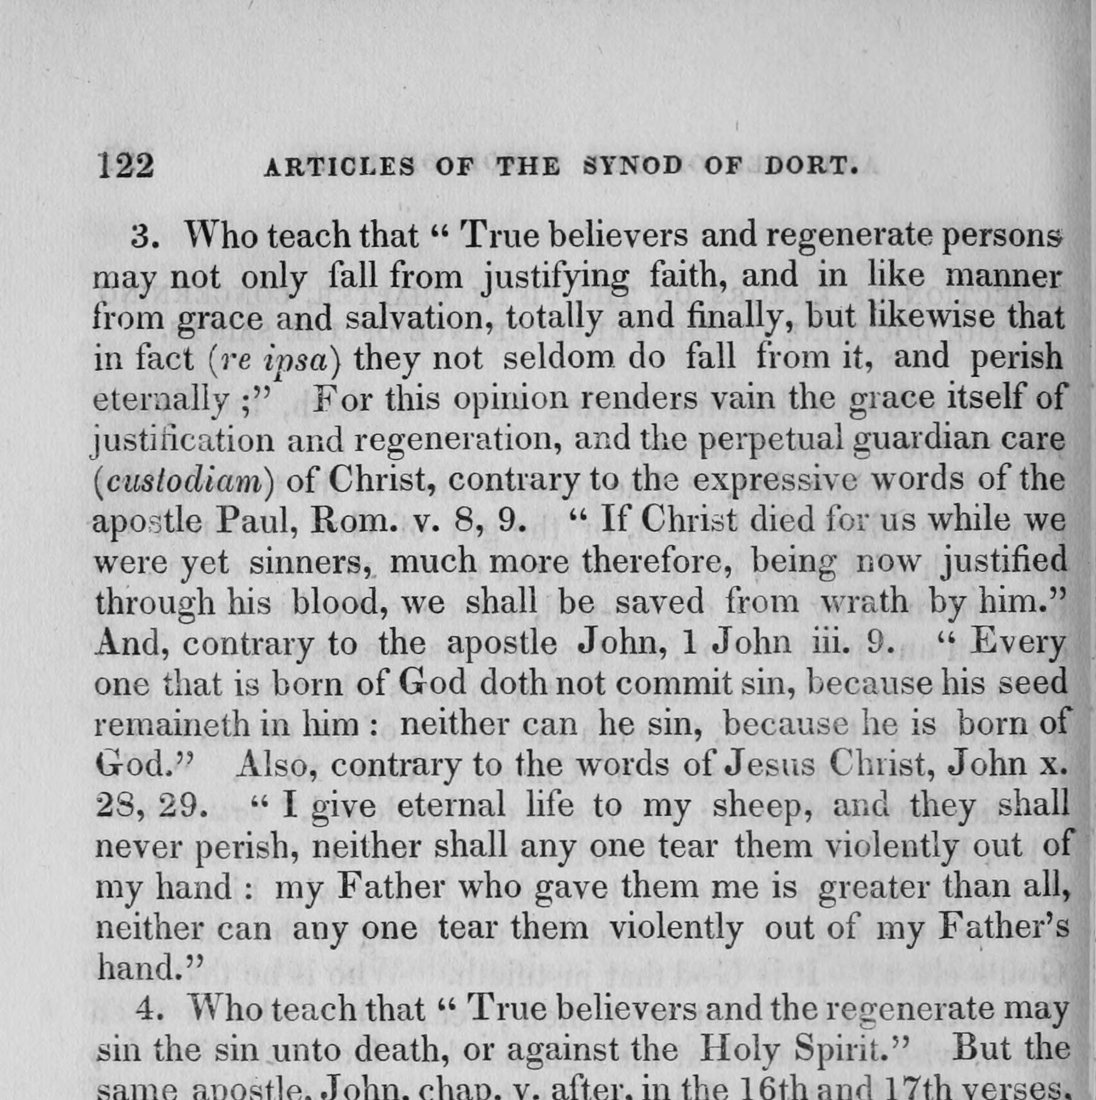 122 ARTICLES OF THE SYNOD OF DORT.
3. Who teach that “ True believers and regenerate persons
may not only fall from justifying faith, and in like manner
from grace and salvation, totally and finally, but likewise that
in fact (re ipsa) they not seldom do fall from it, and perish
eternally ;” For this opinion renders vain the grace itself of
justification and regeneration, and the perpetual guardian care
(custodiam) of Christ, contrary to the expressive words of the
apostle Paul, Rom. v. 8, 9. “ If Christ died for us while we
were yet sinners, much more therefore, being now justified
through his blood, we shall be saved from wrath by him.”
And, contrary to the apostle John, 1 John iii. 9. “ Every
one that is born of God doth not commit sin, because his seed
remaineth in him : neither can he sin, because he is born of
God.” Also, contrary to the words of Jesus Christ, John x.
28, 29. “ I give eternal life to my sheep, and they shall
never perish, neither shall any one tear them violently out of
my hand : my Father who gave them me is greater than all,
neither can any one tear them violently out of my Father’s
hand.”
4. Who teach that “ True believers and the regenerate may
sin the sin unto death, or against the Holy Spirit.” But the
same apostle, John, chap. v. after, in the 16th and 17th verses,